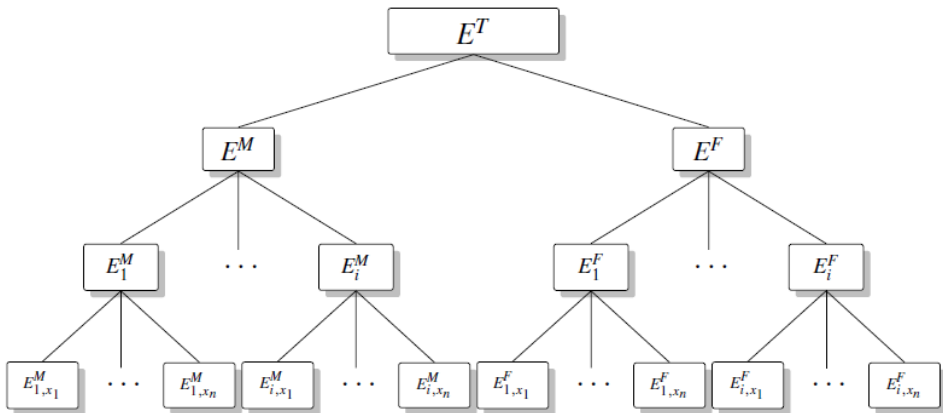 $E^T$
$E^M$ $E^F$
$E_1^M$ ··· $E_i^M$ $E_1^F$ ··· $E_i^F$
$E_{1,x_1}^M$ ··· $E_{1,x_n}^M$ $E_{i,x_1}^M$ ··· $E_{i,x_n}^M$ $E_{1,x_1}^F$ ··· $E_{1,x_n}^F$ $E_{i,x_1}^F$ ··· $E_{i,x_n}^F$